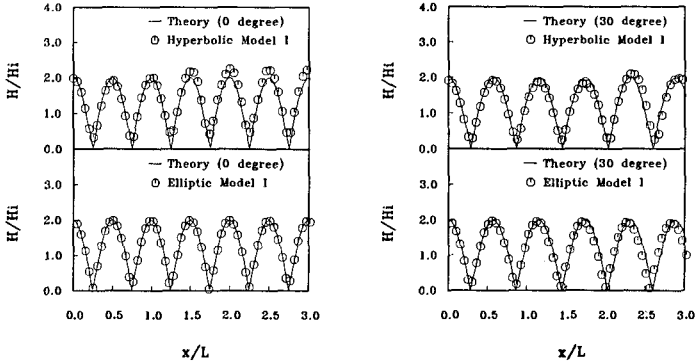 H/Hi
4.0
3.0
2.0
1.0
0.0
Theory (0 degree)
Hyperbolic Model I
H/Hi
3.0
2.0
1.0
0.0
Theory (0 degree)
Elliptic Model I
0.0 0.5 1.0 1.5 2.0 2.5 3.0
x/L
H/Hi
4.0
3.0
2.0
1.0
0.0
Theory (30 degree)
Hyperbolic Model I
H/Hi
3.0
2.0
1.0
0.0
Theory (30 degree)
Elliptic Model I
0.0 0.5 1.0 1.5 2.0 2.5 3.0
x/L